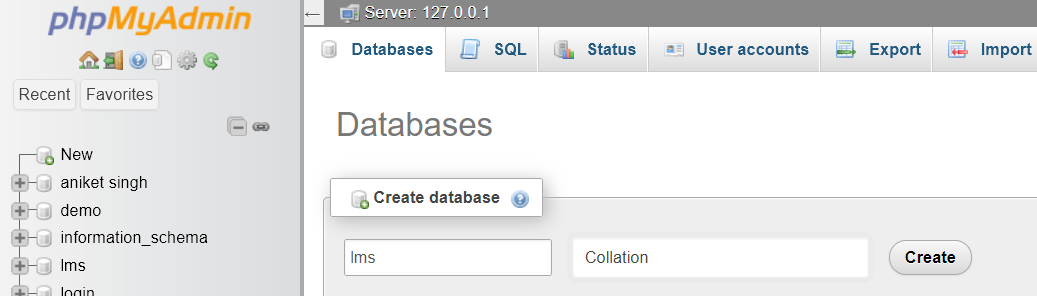 phpMyAdmin
Recent Favorites
New
aniket singh
demo
information_schema
lms
login
← Server: 127.0.0.1
Databases SQL Status User accounts Export Import
Databases
Create database
lms Collation Create